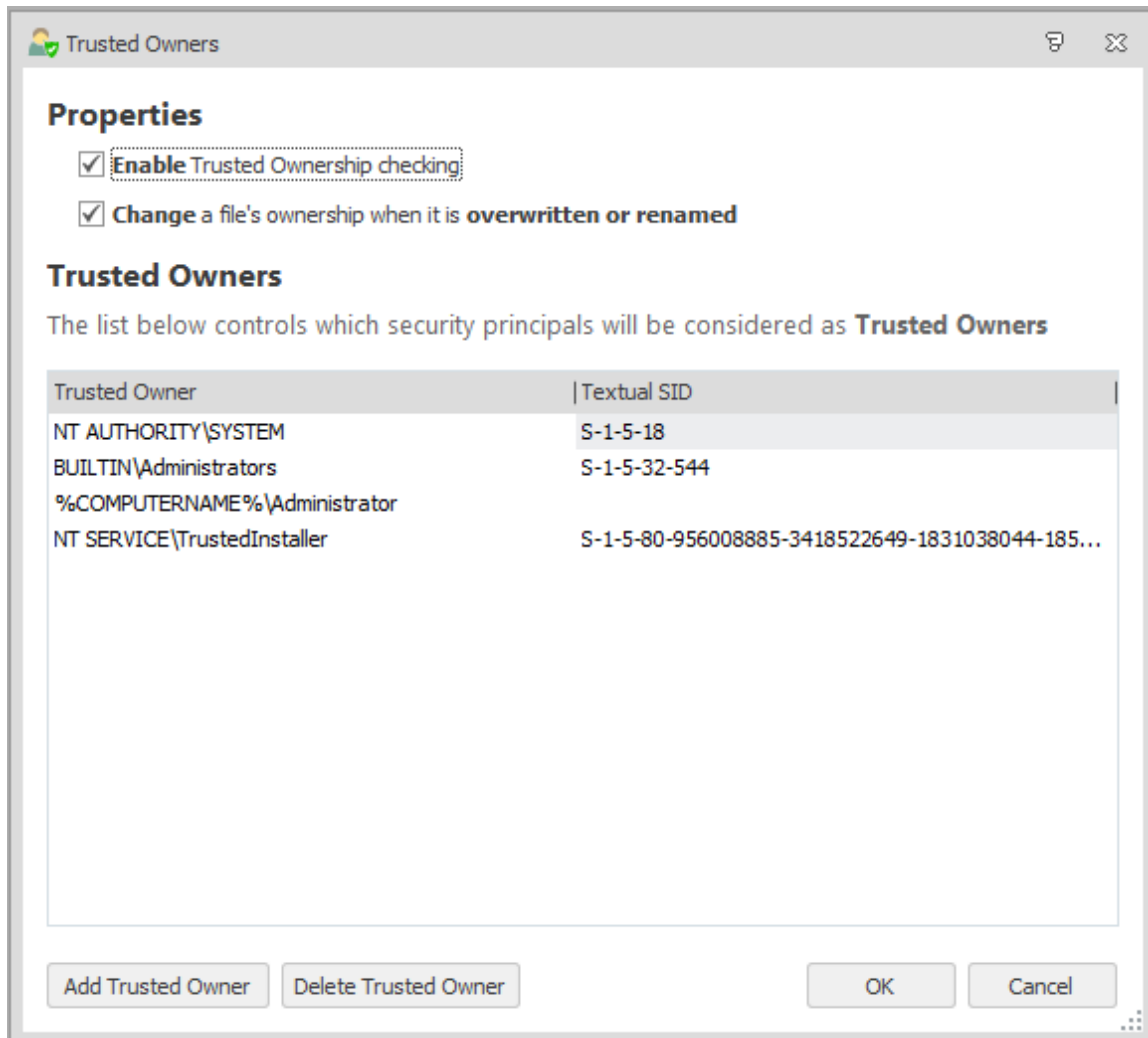 Trusted Owners
Properties
Enable Trusted Ownership checking
Change a file's ownership when it is overwritten or renamed
Trusted Owners
The list below controls which security principals will be considered as Trusted Owners
Trusted Owner Textual SID
NT AUTHORITY\SYSTEM S-1-5-18
BUILTIN\Administrators S-1-5-32-544
%COMPUTERNAME%\Administrator
NT SERVICE\TrustedInstaller S-1-5-80-956008885-3418522649-1831038044-185...
Add Trusted Owner Delete Trusted Owner OK Cancel